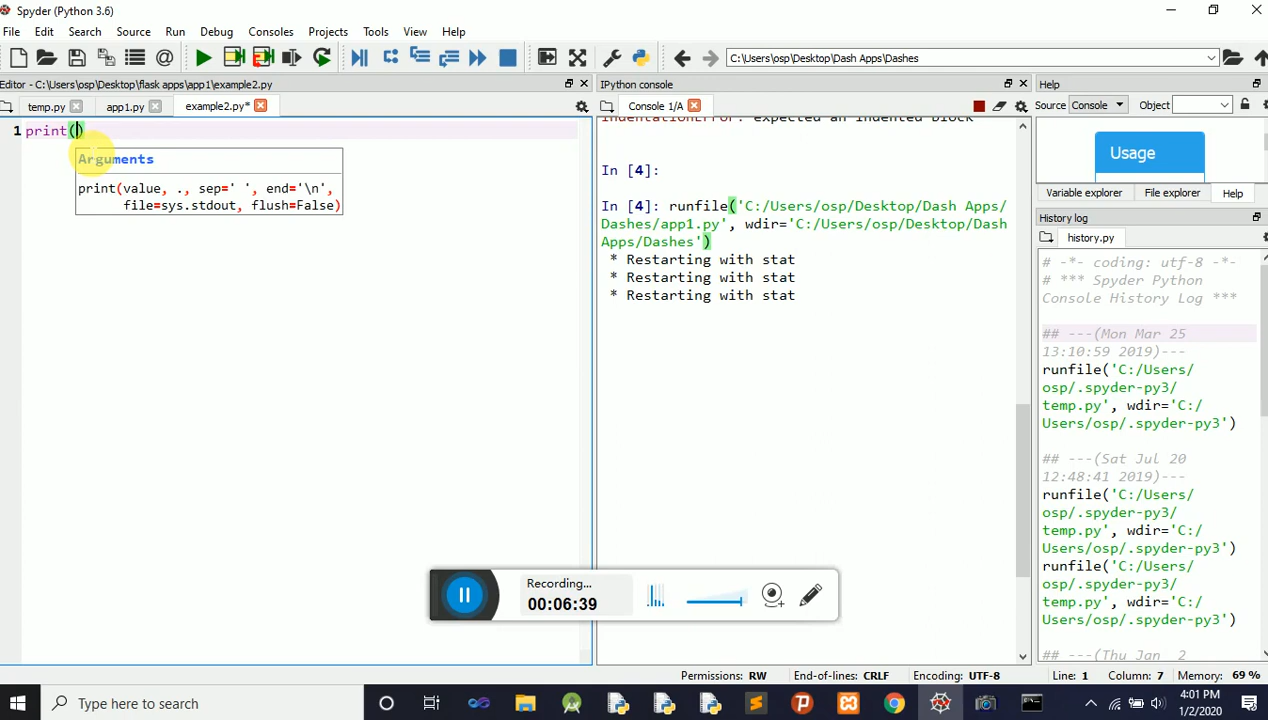 Spyder (Python 3.6)
File Edit Search Source Run Debug Consoles Projects Tools View Help
C:\Users\osp\Desktop\Dash Apps\Dashes
Editor - C:\Users\osp\Desktop\flask apps\app1\example2.py
temp.py app1.py example2.py*
1 print()
Arguments
print(value, ., sep=' ', end='\n',
file=sys.stdout, flush=False)
IPython console
Console 1/A
IndentationError: expected an indented block
In [4]:
In [4]: runfile('C:/Users/osp/Desktop/Dash Apps/
Dashes/app1.py', wdir='C:/Users/osp/Desktop/Dash
Apps/Dashes')
* Restarting with stat
* Restarting with stat
* Restarting with stat
Help
Source Console Object
Usage
Variable explorer File explorer Help
History log
history.py
# -*- coding: utf-8 -*-
# *** Spyder Python
Console History Log ***
## ---(Mon Mar 25
13:10:59 2019)---
runfile('C:/Users/
osp/.spyder-py3/
temp.py', wdir='C:/
Users/osp/.spyder-py3')
## ---(Sat Jul 20
12:48:41 2019)---
runfile('C:/Users/
osp/.spyder-py3/
temp.py', wdir='C:/
Users/osp/.spyder-py3')
runfile('C:/Users/
osp/.spyder-py3/
temp.py', wdir='C:/
Users/osp/.spyder-py3')
## ---(Thu Jan 2
Recording...
00:06:39
Permissions: RW End-of-lines: CRLF Encoding: UTF-8 Line: 1 Column: 7 Memory: 69 %
Type here to search
4:01 PM
1/2/2020